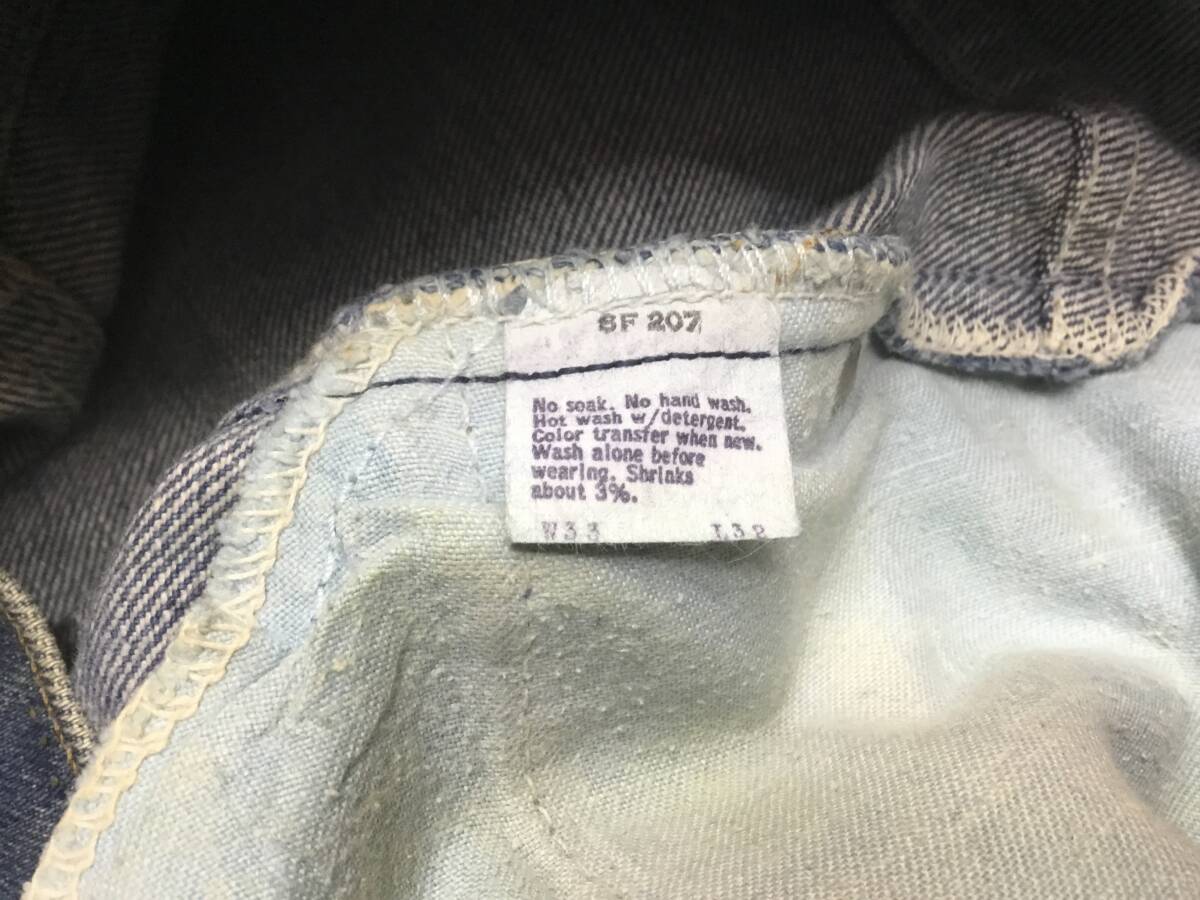 SF 207
No soak. No hand wash.
Hot wash w/detergent.
Color transfer when new.
Wash alone before
wearing. Shrinks
about 3%.
W33 L32